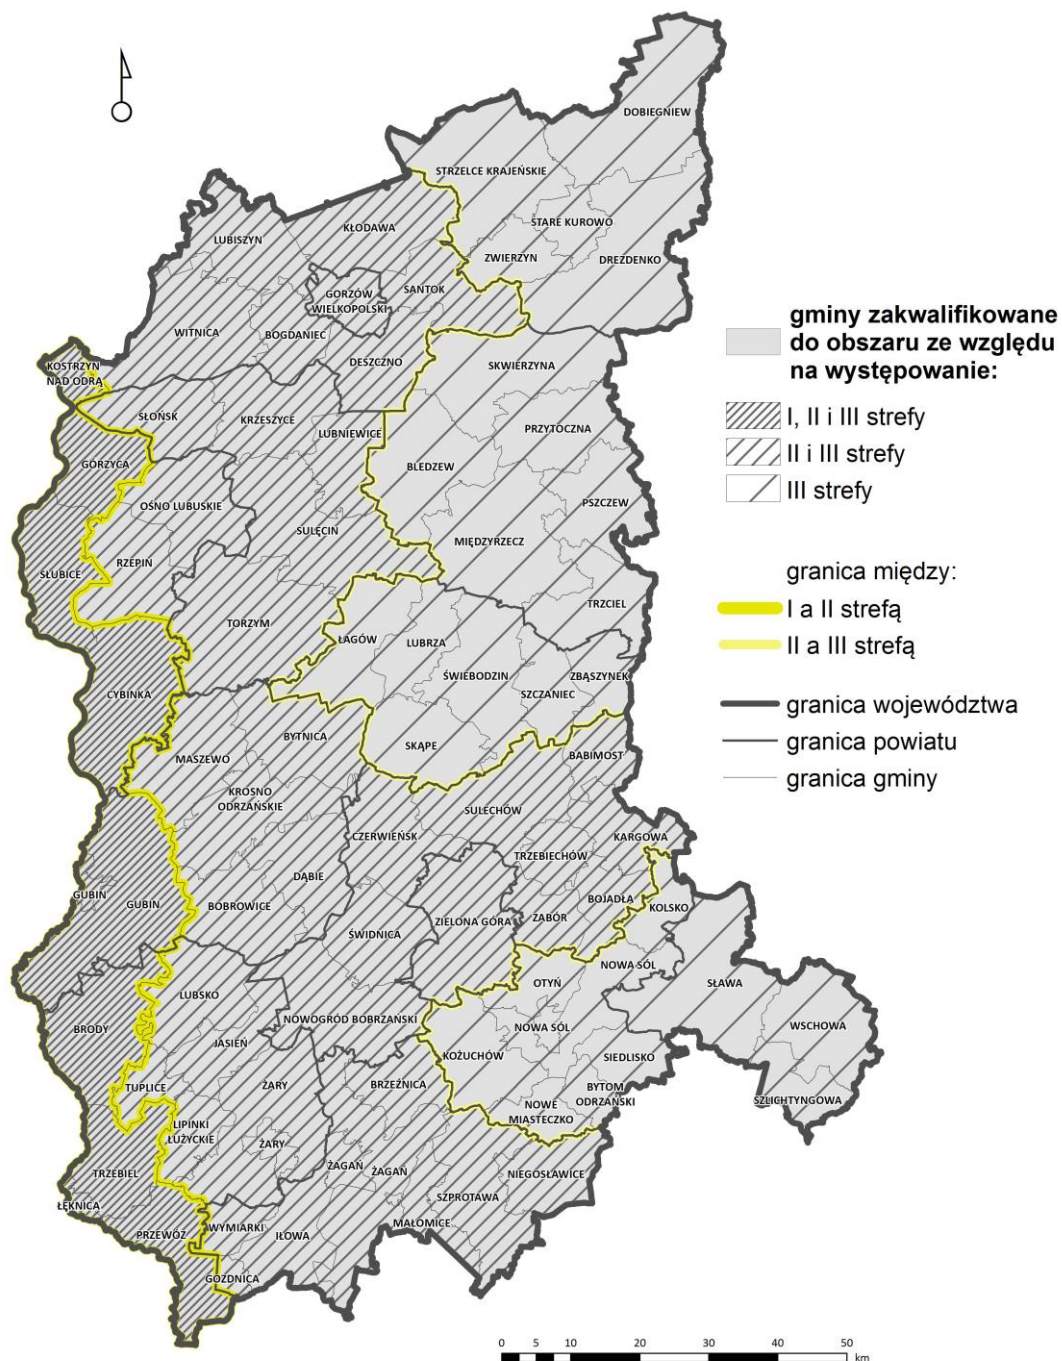 DOBIEGNIEW
STRZELCE KRAJEŃSKIE
STARE KUROWO
KŁODAWA
LUBISZYN
ZWIERZYN
DREZDENKO
SANTOK
GORZÓW
WIELKOPOLSKI
WITNICA
BOGDANIEC
DESZCZNO
SKWIERZYNA
KOSTRZYN
NAD ODRĄ
SŁOŃSK
KRZESZYCE
LUBNIEWICE
PRZYTOCZNA
GÓRZYCA
BLEDZEW
OŚNO LUBUSKIE
PSZCZEW
SULĘCIN
MIĘDZYRZECZ
RZEPIN
SŁUBICE
TRZCIEL
TORZYM
ŁAGÓW
LUBRZA
ŚWIEBODZIN
ZBĄSZYNEK
CYBINKA
SZCZANIEC
BYTNICA
SKĄPE
MASZEWO
BABIMOST
KROSNO
ODRZAŃSKIE
SULECHÓW
CZERWIEŃSK
KARGOWA
TRZEBIECHÓW
DĄBIE
GUBIN
GUBIN
BOBROWICE
BOJADŁA
KOLSKO
ZIELONA GÓRA
ZABÓR
ŚWIDNICA
NOWA SÓL
OTYŃ
SŁAWA
LUBSKO
NOWOGRÓD BOBRZAŃSKI
BRODY
NOWA SÓL
WSCHOWA
JASIEŃ
KOŻUCHÓW
SIEDLISKO
TUPLICE
ŻARY
BRZEŹNICA
BYTOM
ODRZAŃSKI
NOWE
MIASTECZKO
SZLICHTYNGOWA
LIPINKI
ŁUŻYCKIE
ŻARY
TRZEBIEL
ŻAGAŃ
ŻAGAŃ
NIEGOSŁAWICE
SZPROTAWA
ŁĘKNICA
MAŁOMICE
PRZEWÓZ
WYMIARKI
IŁOWA
GOZDNICA
gminy zakwalifikowane
do obszaru ze względu
na występowanie:
I, II i III strefy
II i III strefy
III strefy
granica między:
I a II strefą
II a III strefą
granica województwa
granica powiatu
granica gminy
0 5 10 20 30 40 50
km